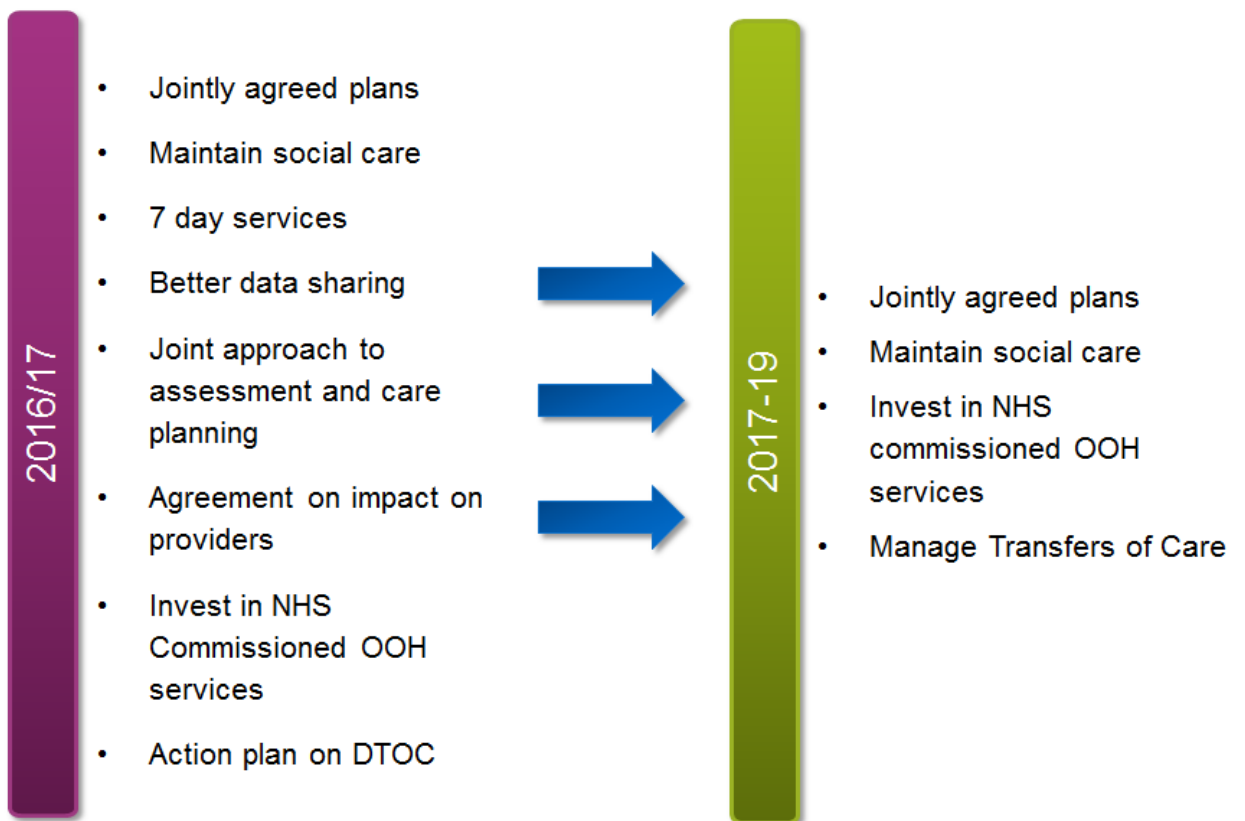 2016/17
• Jointly agreed plans
• Maintain social care
• 7 day services
• Better data sharing
• Joint approach to
assessment and care
planning
• Agreement on impact on
providers
• Invest in NHS
Commissioned OOH
services
• Action plan on DTOC
2017-19
• Jointly agreed plans
• Maintain social care
• Invest in NHS
commissioned OOH
services
• Manage Transfers of Care